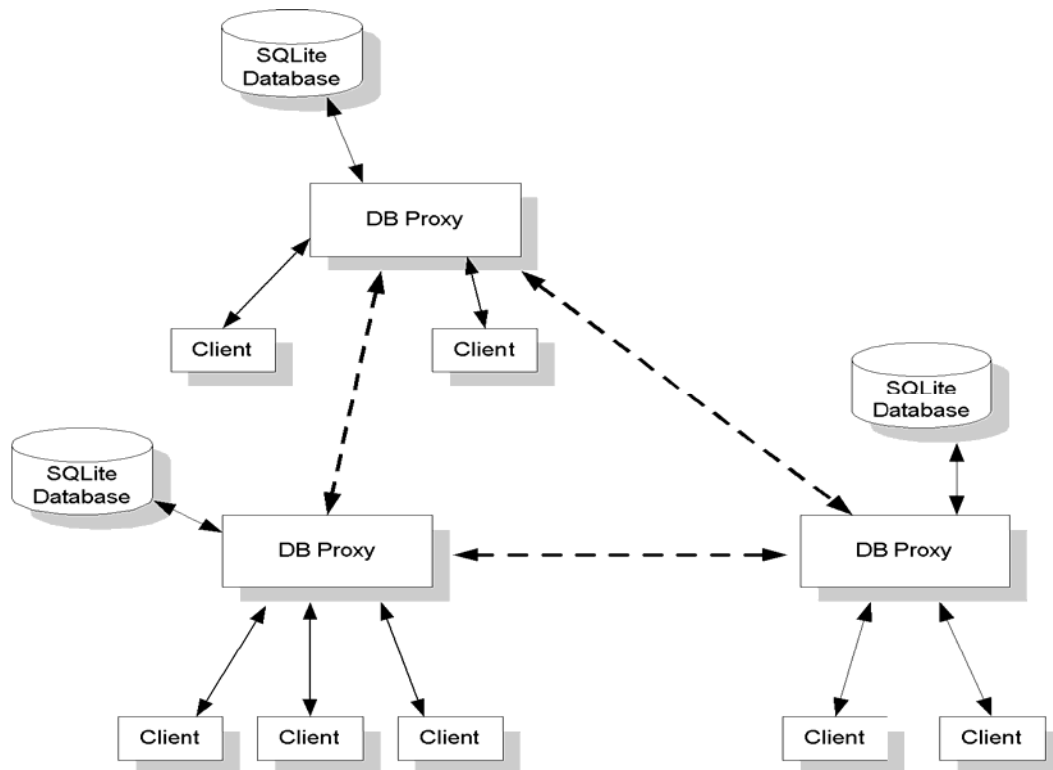 SQLite
Database
DB Proxy
Client
Client
SQLite
Database
SQLite
Database
DB Proxy
DB Proxy
Client
Client
Client
Client
Client